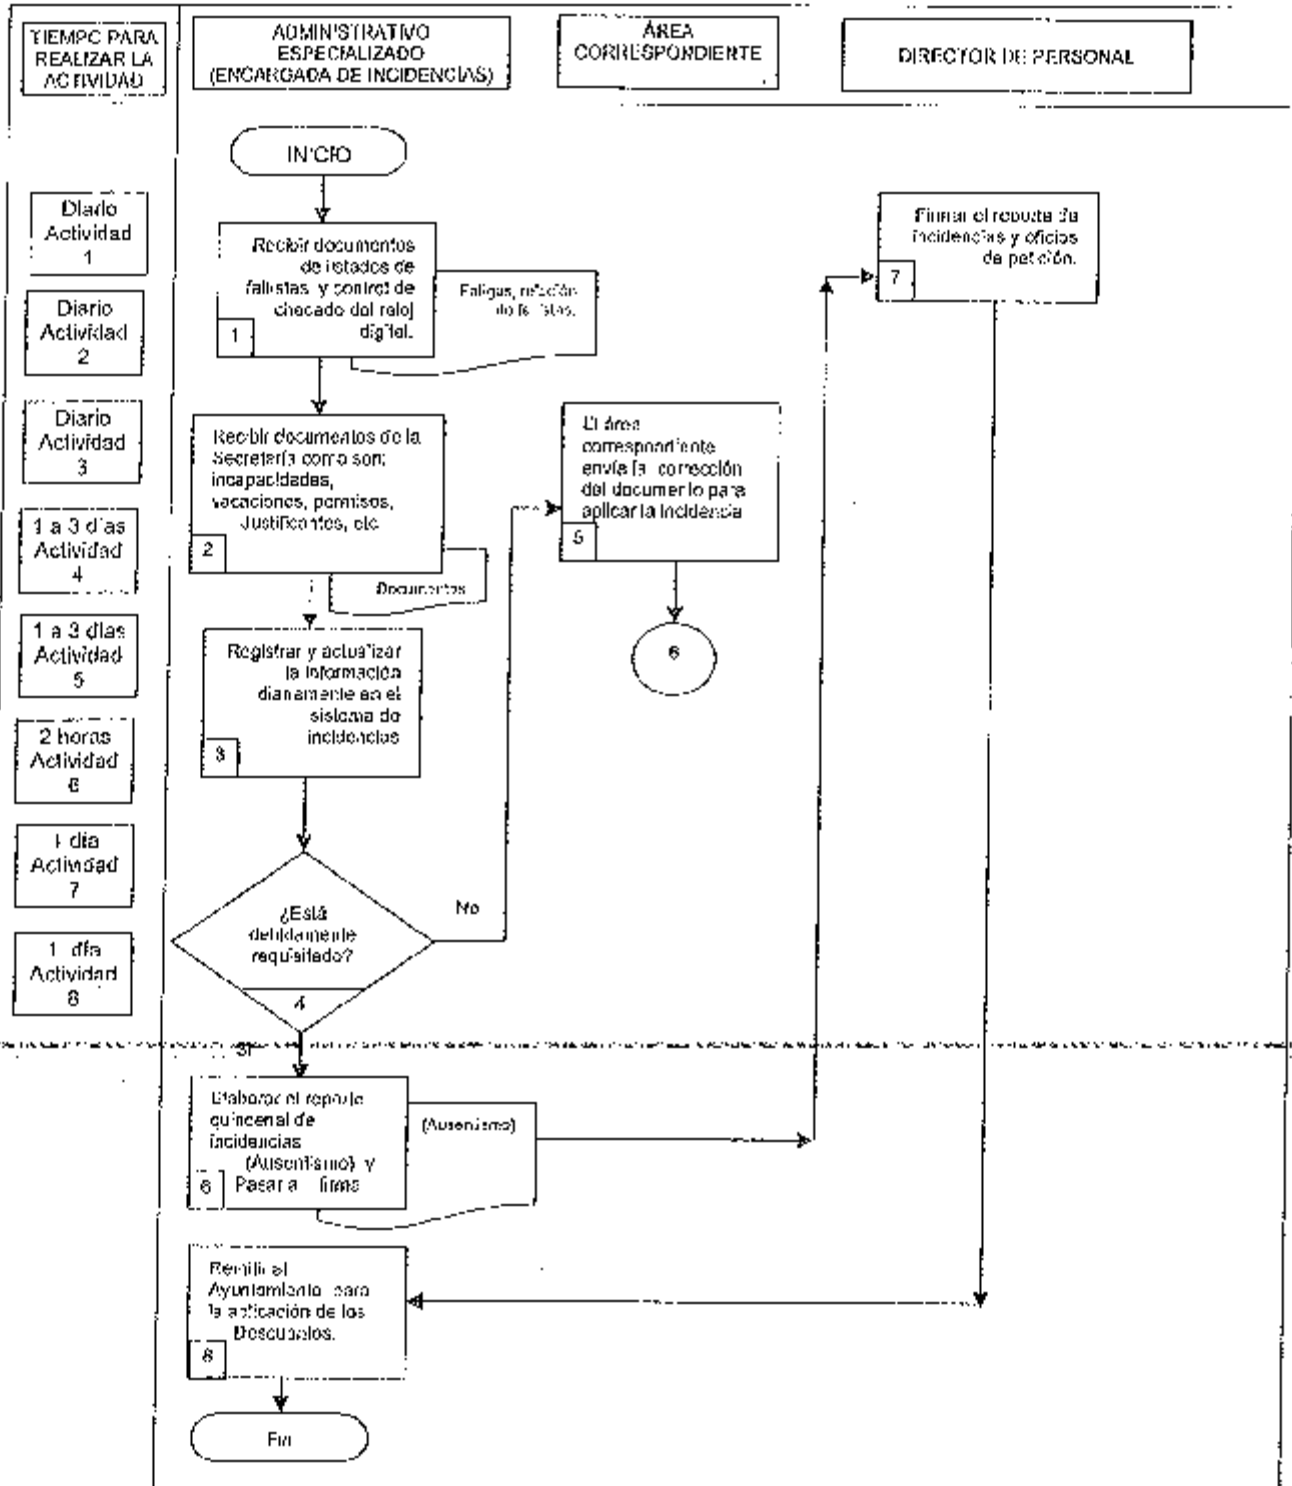 TIEMPO PARA
REALIZAR LA
ACTIVIDAD
ADMINISTRATIVO
ESPECIALIZADO
(ENCARGADA DE INCIDENCIAS)
ÁREA
CORRESPONDIENTE
DIRECTOR DE PERSONAL
INICIO
Diario
Actividad
1
Diario
Actividad
2
Diario
Actividad
3
1 a 3 días
Actividad
4
1 a 3 días
Actividad
5
2 horas
Actividad
6
1 día
Actividad
7
1 día
Actividad
8
Recibir documentos
de listados de
faltistas y control de
checado del reloj
digital.
1
Fatigas, relación
de faltistas.
Recibir documentos de la
Secretaría como son:
incapacidades,
vacaciones, permisos,
Justificantes, etc
2
Documentos
Registrar y actualizar
la información
diariamente en el
sistema de
incidencias
3
¿Está
debidamente
requisitado?
4
No
SI
El área
correspondiente
envía la corrección
del documento para
aplicar la incidencia
5
6
Firmar el reporte de
incidencias y oficios
de petición.
7
Elaborar el reporte
quincenal de
incidencias
(Ausentismo) y
Pasar a firma
6
(Ausentismo)
Remitir al
Ayuntamiento para
la aplicación de los
Descuentos.
8
Fin